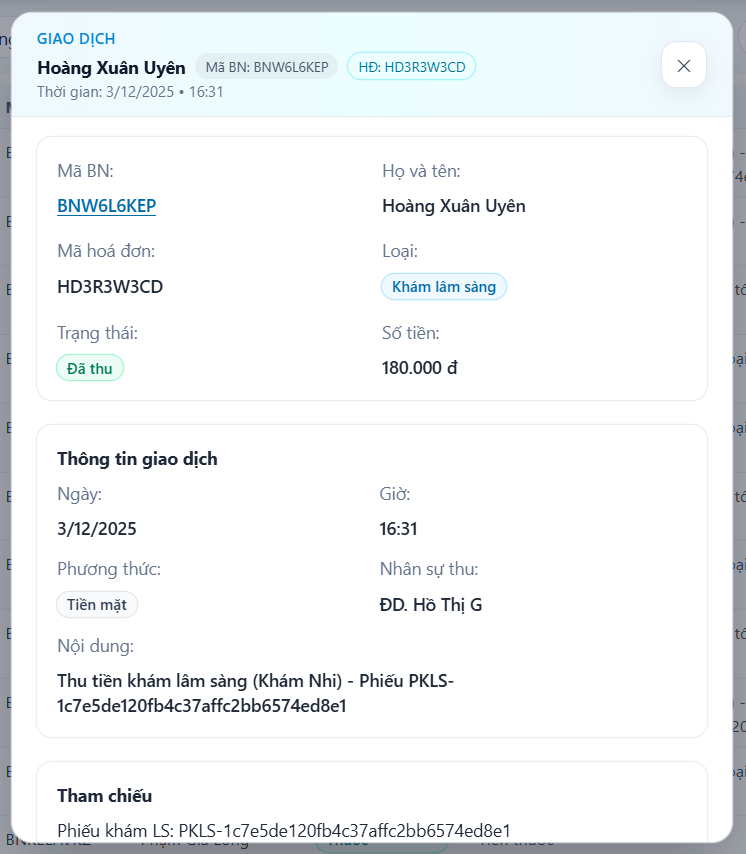 GIAO DỊCH
Hoàng Xuân Uyên Mã BN: BNW6L6KEP HĐ: HD3R3W3CD
Thời gian: 3/12/2025 • 16:31
Mã BN: Họ và tên:
BNW6L6KEP Hoàng Xuân Uyên
Mã hoá đơn: Loại:
HD3R3W3CD Khám lâm sàng
Trạng thái: Số tiền:
Đã thu 180.000 đ
Thông tin giao dịch
Ngày: Giờ:
3/12/2025 16:31
Phương thức: Nhân sự thu:
Tiền mặt ĐD. Hồ Thị G
Nội dung:
Thu tiền khám lâm sàng (Khám Nhi) - Phiếu PKLS-
1c7e5de120fb4c37affc2bb6574ed8e1
Tham chiếu
Phiếu khám LS: PKLS-1c7e5de120fb4c37affc2bb6574ed8e1